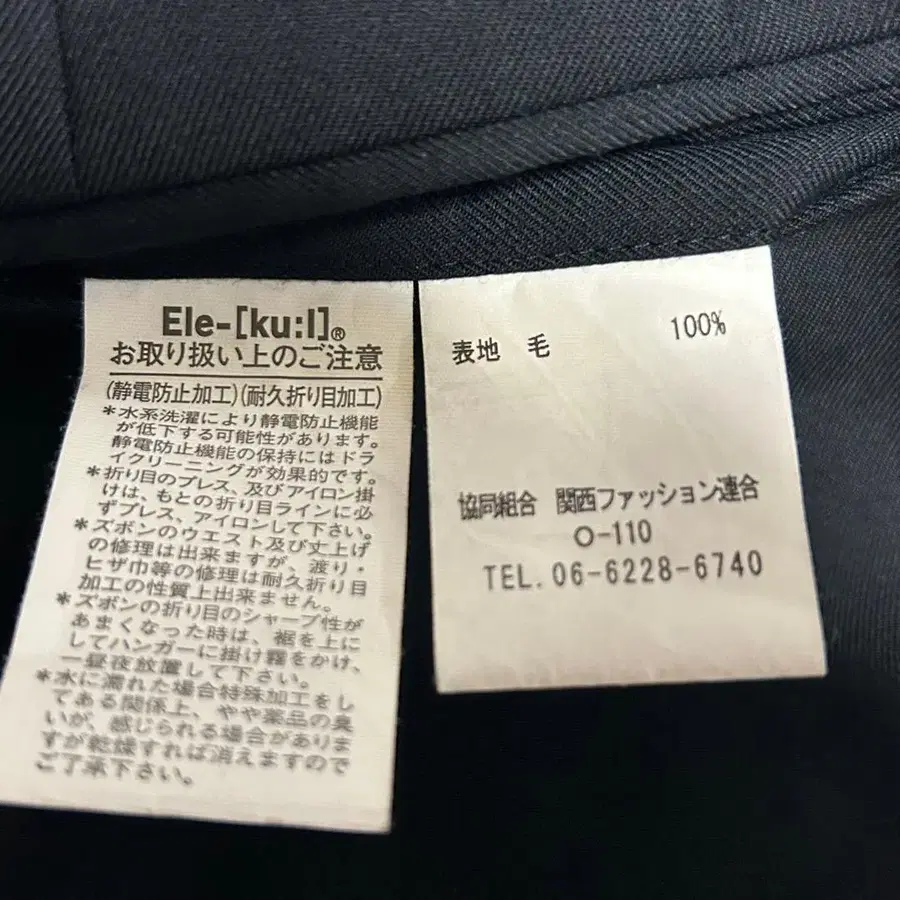 Ele-[ku:l]®
お取り扱い上のご注意
(静電防止加工)(耐久折り目加工)
*水系洗濯により静電防止機能
が低下する可能性があります。
静電防止機能の保持にはドラ
イクリーニングが効果的です。
*折り目のプレス、及びアイロン掛
けは、もとの折り目ラインに必
ずプレス、アイロンして下さい。
*ズボンのウエスト及び丈上げ
の修理は出来ますが、渡り・
ヒザ巾等の修理は耐久折り目
加工の性質上出来ません。
*ズボンの折り目のシャープ性が
あまくなった時は、裾を上に
してハンガーに掛け霧をかけ、
一昼夜放置して下さい。
*水に濡れた場合特殊加工をし
てある関係上、やや薬品の臭
いが、感じられる場合がありま
すが乾燥すれば消えますので
ご了承下さい。
表地 毛 100%
協同組合 関西ファッション連合
O-110
TEL. 06-6228-6740